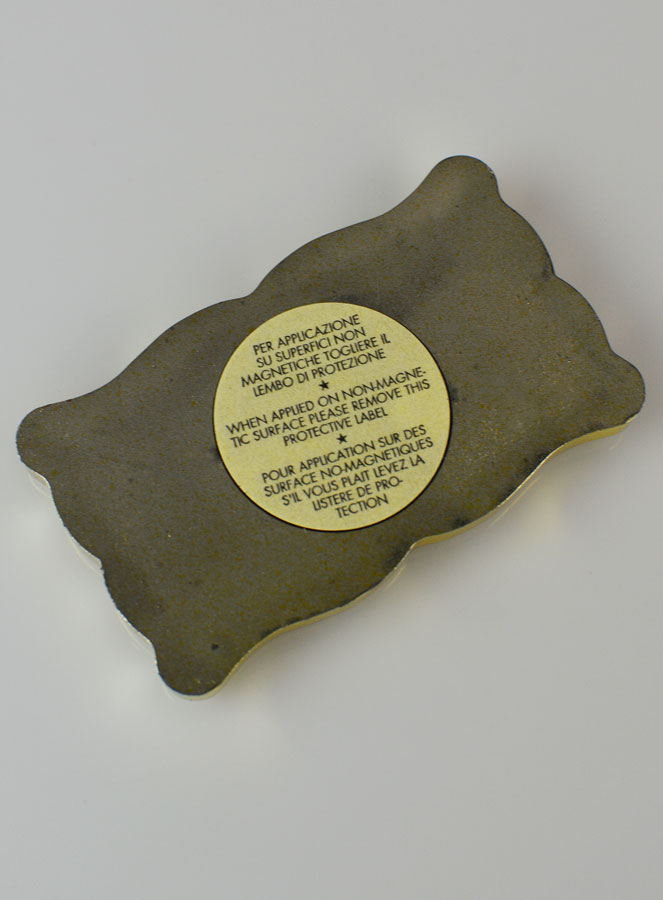 PER APPLICAZIONE
SU SUPERFICI NON
MAGNETICHE TOGLIERE IL
LEMBO DI PROTEZIONE
★
WHEN APPLIED ON NON-MAGNE-
TIC SURFACE PLEASE REMOVE THIS
PROTECTIVE LABEL
★
POUR APPLICATION SUR DES
SURFACE NO-MAGNETIQUES
S'IL VOUS PLAIT LEVEZ LA
LISTERE DE PRO-
TECTION